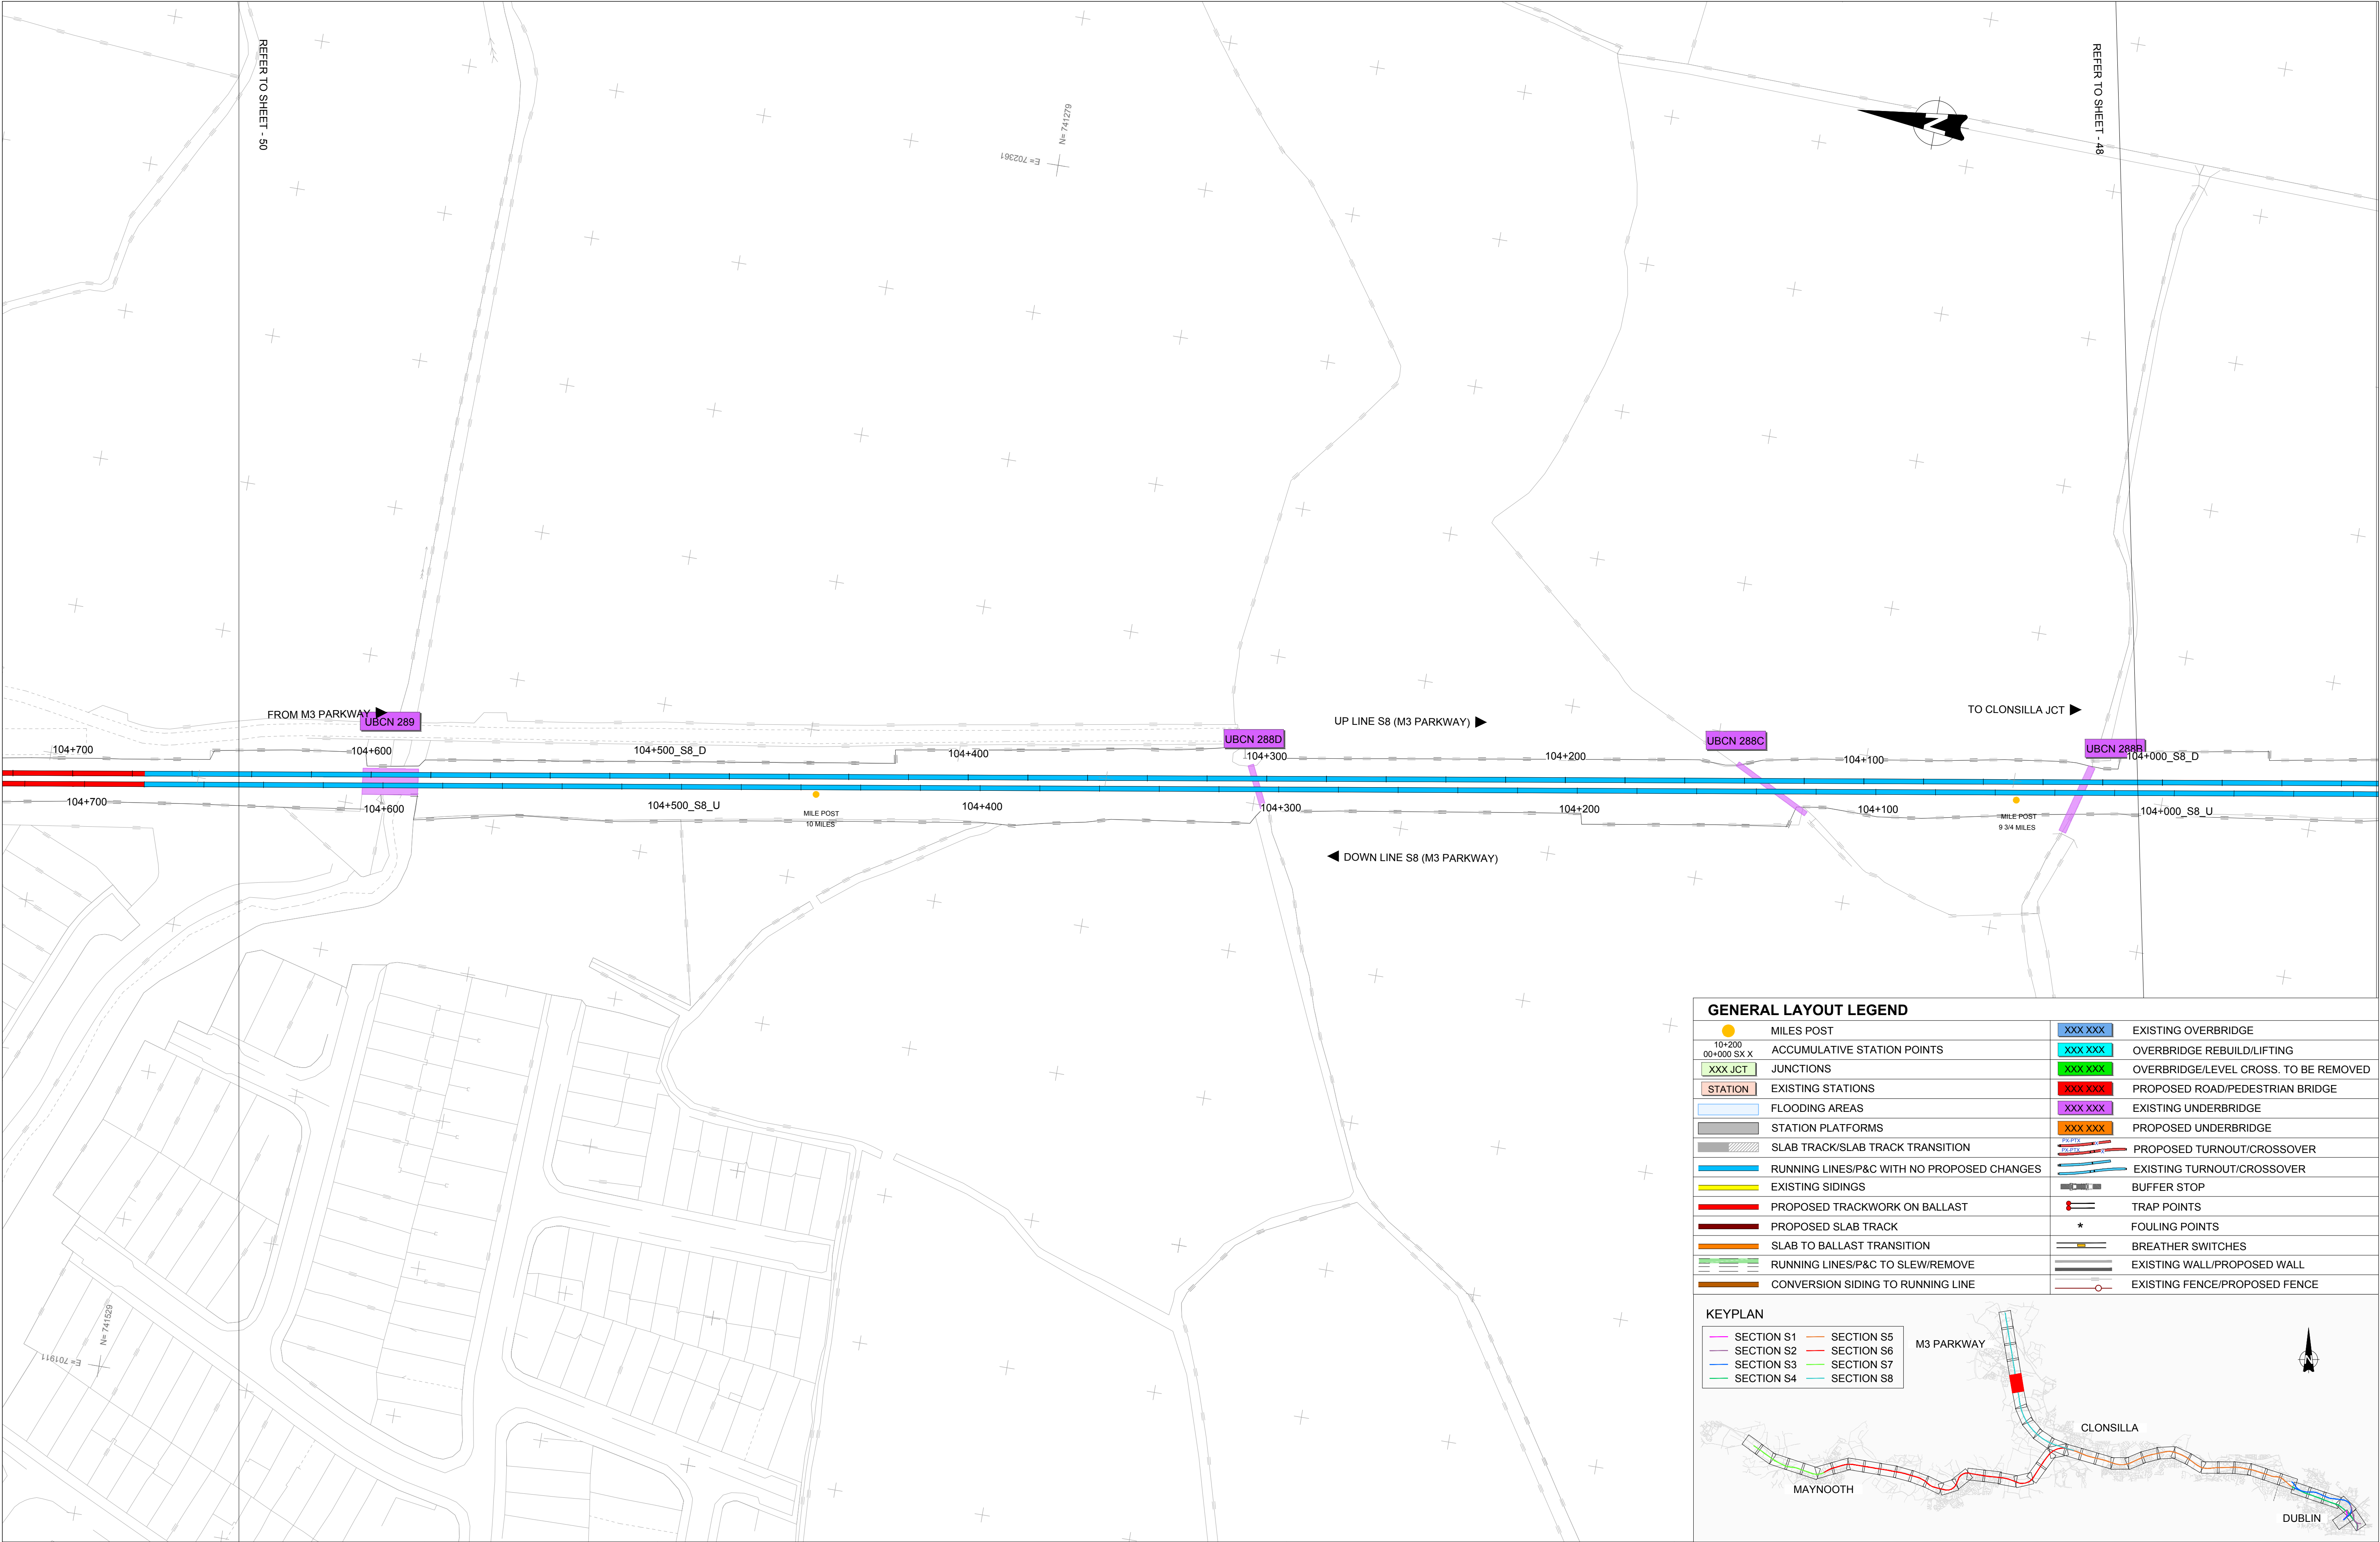 REFER TO SHEET - 50
REFER TO SHEET - 48
N= 741279
E= 702361
N
FROM M3 PARKWAY
UBCN 289
UP LINE S8 (M3 PARKWAY)
TO CLONSILLA JCT
UBCN 288D
UBCN 288C
UBCN 288B
104+700
104+600
104+500_S8_D
104+400
104+300
104+200
104+100
104+000_S8_D
104+700
104+600
104+500_S8_U
104+400
104+300
104+200
104+100
104+000_S8_U
MILE POST
10 MILES
MILE POST
9 3/4 MILES
DOWN LINE S8 (M3 PARKWAY)
N= 741529
E= 701911
GENERAL LAYOUT LEGEND
MILES POST
10+200
00+000 SX X
ACCUMULATIVE STATION POINTS
XXX JCT
JUNCTIONS
STATION
EXISTING STATIONS
FLOODING AREAS
STATION PLATFORMS
SLAB TRACK/SLAB TRACK TRANSITION
RUNNING LINES/P&C WITH NO PROPOSED CHANGES
EXISTING SIDINGS
PROPOSED TRACKWORK ON BALLAST
PROPOSED SLAB TRACK
SLAB TO BALLAST TRANSITION
RUNNING LINES/P&C TO SLEW/REMOVE
CONVERSION SIDING TO RUNNING LINE
XXX XXX
EXISTING OVERBRIDGE
XXX XXX
OVERBRIDGE REBUILD/LIFTING
XXX XXX
OVERBRIDGE/LEVEL CROSS. TO BE REMOVED
XXX XXX
PROPOSED ROAD/PEDESTRIAN BRIDGE
XXX XXX
EXISTING UNDERBRIDGE
XXX XXX
PROPOSED UNDERBRIDGE
PX-PTX
PX-PTX
PROPOSED TURNOUT/CROSSOVER
EXISTING TURNOUT/CROSSOVER
BUFFER STOP
TRAP POINTS
* FOULING POINTS
BREATHER SWITCHES
EXISTING WALL/PROPOSED WALL
EXISTING FENCE/PROPOSED FENCE
KEYPLAN
SECTION S1
SECTION S2
SECTION S3
SECTION S4
SECTION S5
SECTION S6
SECTION S7
SECTION S8
M3 PARKWAY
N
CLONSILLA
MAYNOOTH
DUBLIN